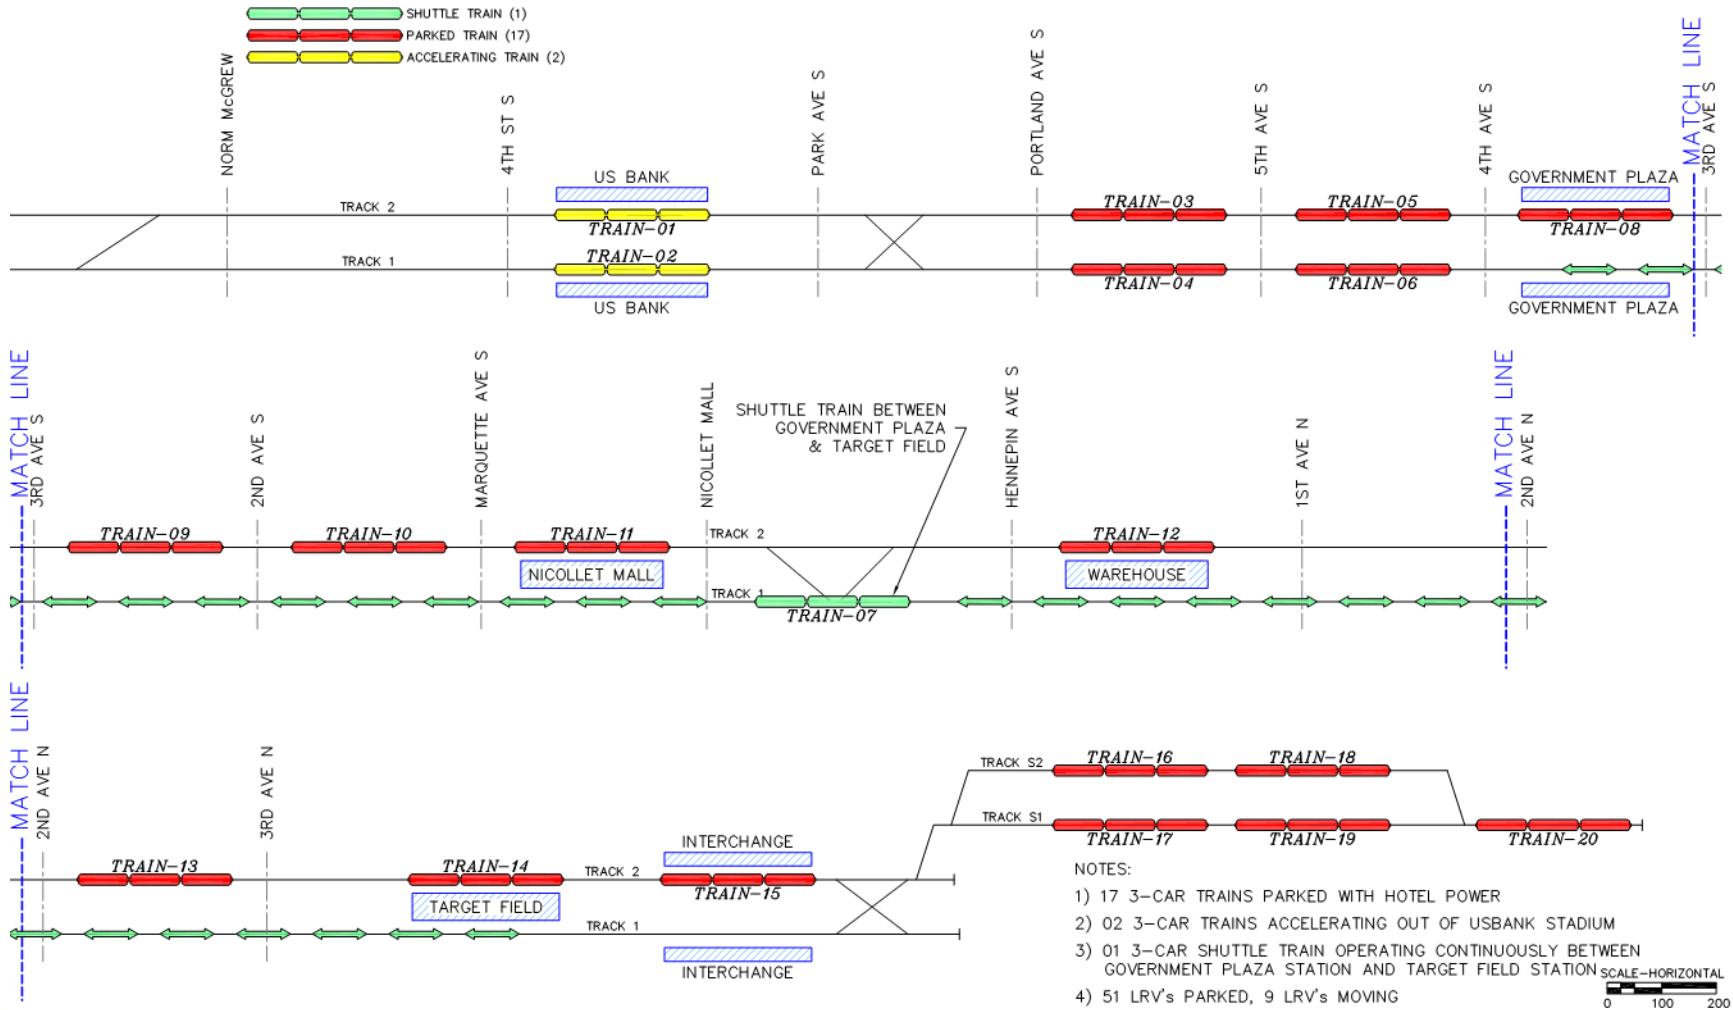 SHUTTLE TRAIN (1)
PARKED TRAIN (17)
ACCELERATING TRAIN (2)
NORM McGREW
4TH ST S
PARK AVE S
PORTLAND AVE S
5TH AVE S
4TH AVE S
MATCH LINE
3RD AVE S
US BANK
TRACK 2
TRAIN-01
TRAIN-03
TRAIN-05
GOVERNMENT PLAZA
TRAIN-08
TRACK 1
TRAIN-02
US BANK
TRAIN-04
TRAIN-06
GOVERNMENT PLAZA
MATCH LINE
3RD AVE S
2ND AVE S
MARQUETTE AVE S
NICOLLET MALL
SHUTTLE TRAIN BETWEEN
GOVERNMENT PLAZA
& TARGET FIELD
HENNEPIN AVE S
1ST AVE N
MATCH LINE
2ND AVE N
TRAIN-09
TRAIN-10
TRAIN-11
TRACK 2
TRAIN-12
NICOLLET MALL
WAREHOUSE
TRACK 1
TRAIN-07
MATCH LINE
2ND AVE N
3RD AVE N
TRACK S2
TRAIN-16
TRAIN-18
TRACK S1
TRAIN-17
TRAIN-19
TRAIN-20
INTERCHANGE
TRAIN-13
TRAIN-14
TRACK 2
TRAIN-15
TARGET FIELD
TRACK 1
INTERCHANGE
NOTES:
1) 17 3-CAR TRAINS PARKED WITH HOTEL POWER
2) 02 3-CAR TRAINS ACCELERATING OUT OF USBANK STADIUM
3) 01 3-CAR SHUTTLE TRAIN OPERATING CONTINUOUSLY BETWEEN
GOVERNMENT PLAZA STATION AND TARGET FIELD STATION
4) 51 LRV's PARKED, 9 LRV's MOVING
SCALE-HORIZONTAL
0 100 200